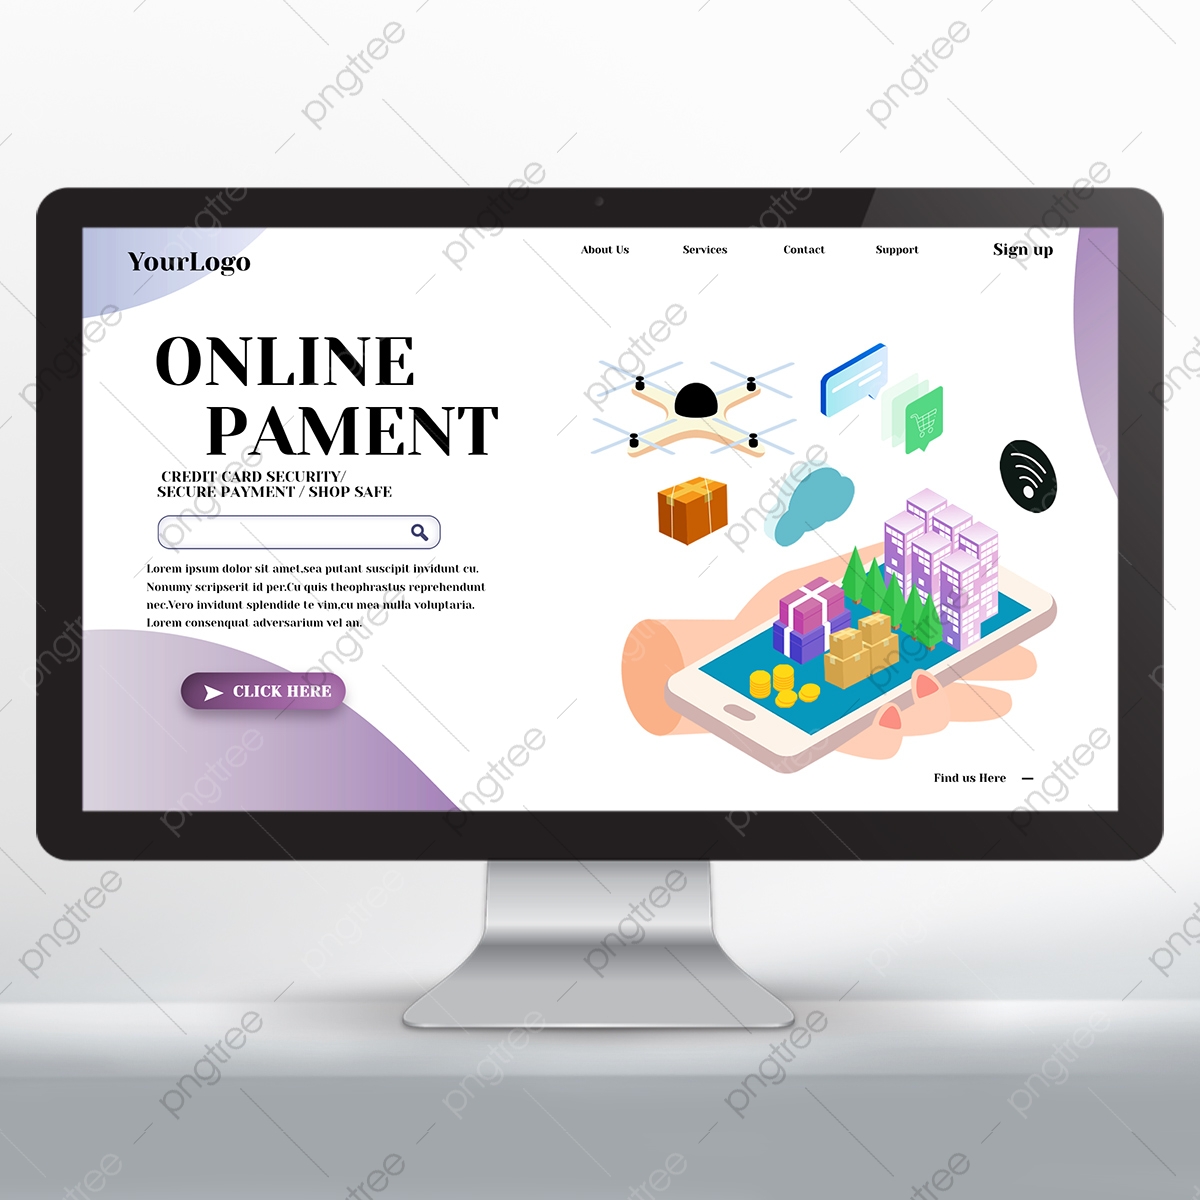 YourLogo
About Us
Services
Contact
Support
Sign up
ONLINE
PAMENT
CREDIT CARD SECURITY/
SECURE PAYMENT / SHOP SAFE
Lorem ipsum dolor sit amet,sea putant suscipit invidunt cu.
Nonumy scripserit id per.Cu quis theophrastus reprehendunt
nec.Vero invidunt splendide te vim,cu mea nulla voluptaria.
Lorem consenquat adversarium vel an.
CLICK HERE
Find us Here
pngtree